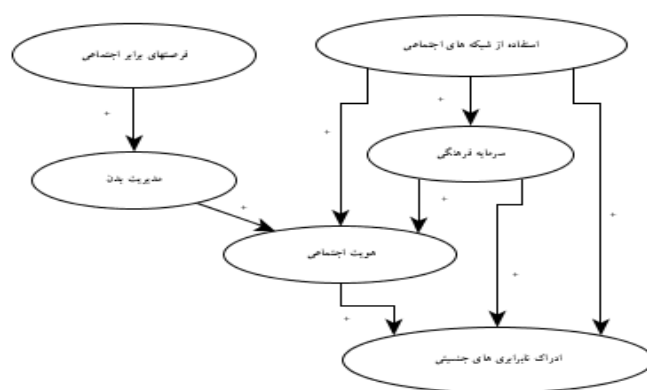 فرصتهای برابر اجتماعی
استفاده از شبکه های اجتماعی
+
+
+
+
سرمایه فرهنگی
مدیریت بدن
+
+
هویت اجتماعی
+
+
+
ادراک نابرابری های جنسیتی